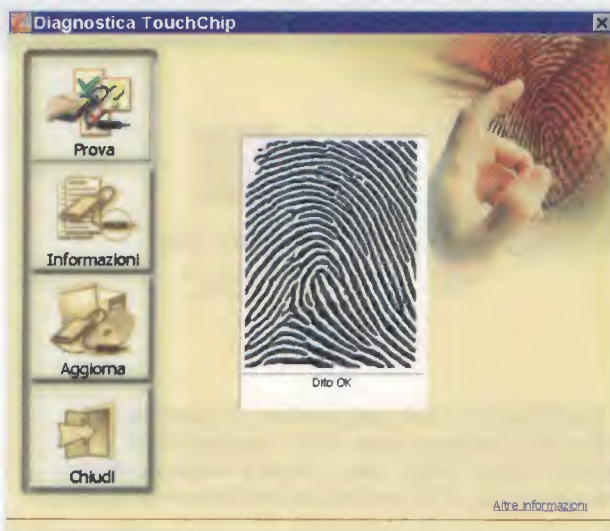 Diagnostica TouchChip
Prova
Informazioni
Aggiorna
Chiudi
Dito OK
Altre informazioni